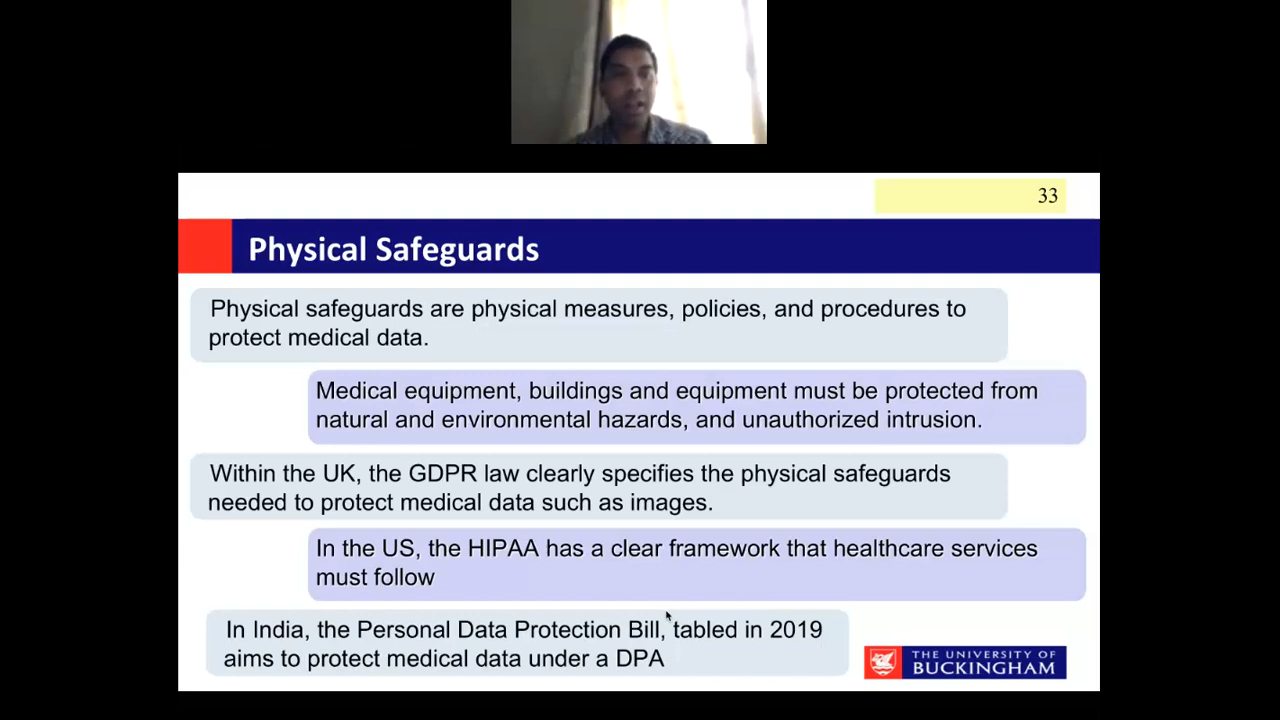 33
Physical Safeguards
Physical safeguards are physical measures, policies, and procedures to
protect medical data.
Medical equipment, buildings and equipment must be protected from
natural and environmental hazards, and unauthorized intrusion.
Within the UK, the GDPR law clearly specifies the physical safeguards
needed to protect medical data such as images.
In the US, the HIPAA has a clear framework that healthcare services
must follow
In India, the Personal Data Protection Bill, tabled in 2019
aims to protect medical data under a DPA
THE UNIVERSITY OF
BUCKINGHAM